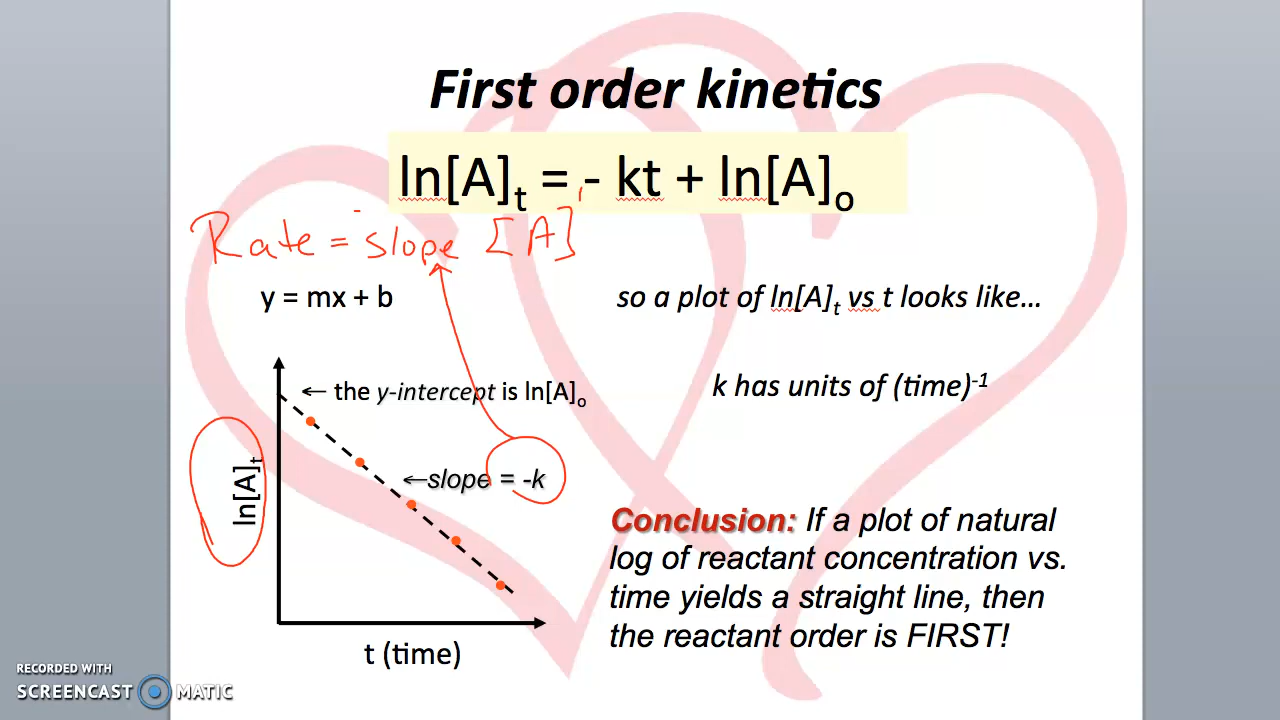 First order kinetics
ln[A]t = - kt + ln[A]o
Rate = slope [A]'
y = mx + b
so a plot of ln[A]t vs t looks like…
← the y-intercept is ln[A]o
k has units of (time)-1
ln[A]t
←slope = -k
Conclusion: If a plot of natural
log of reactant concentration vs.
time yields a straight line, then
the reactant order is FIRST!
t (time)
RECORDED WITH
SCREENCAST MATIC